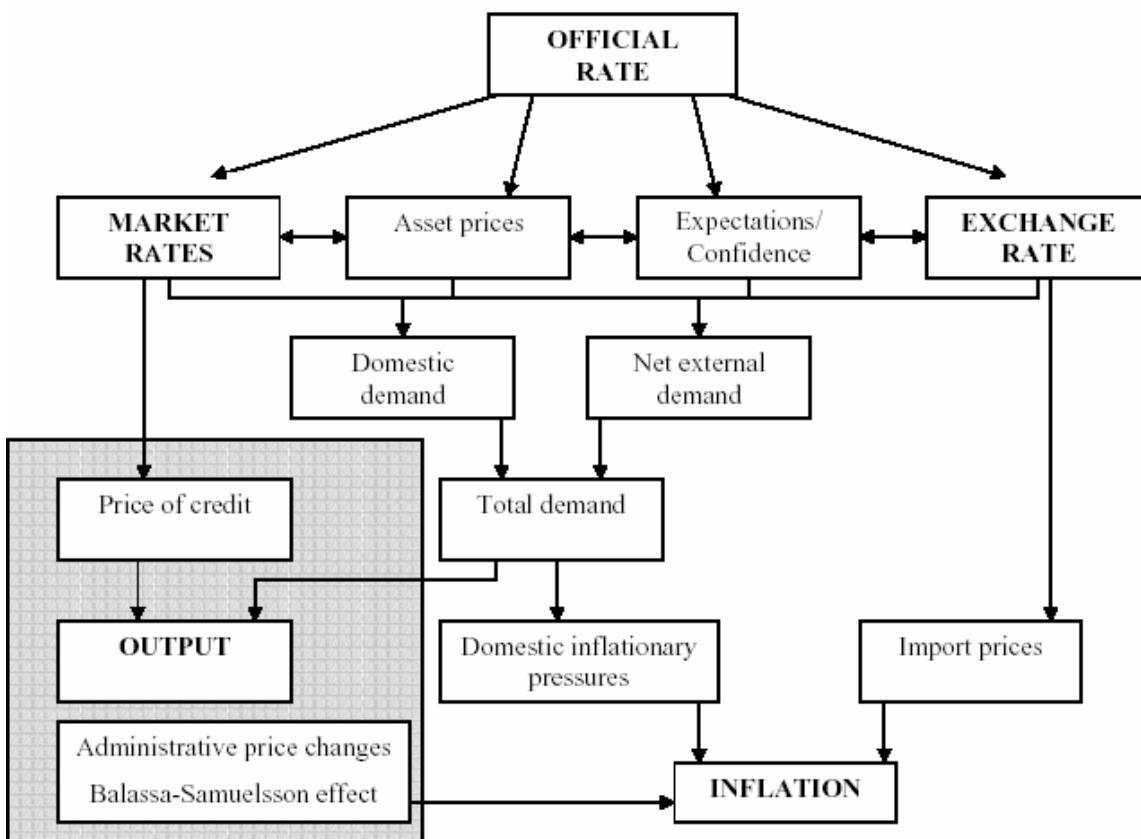 OFFICIAL
RATE
MARKET
RATES
Asset prices
Expectations/
Confidence
EXCHANGE
RATE
Domestic
demand
Net external
demand
Price of credit
Total demand
OUTPUT
Domestic inflationary
pressures
Import prices
Administrative price changes
Balassa-Samuelsson effect
INFLATION